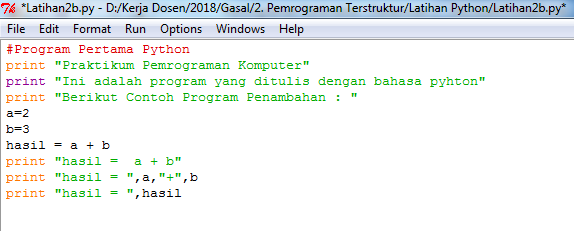 *Latihan2b.py - D:/Kerja Dosen/2018/Gasal/2. Pemrograman Terstruktur/Latihan Python/Latihan2b.py*
File Edit Format Run Options Windows Help
#Program Pertama Python
print "Praktikum Pemrograman Komputer"
print "Ini adalah program yang ditulis dengan bahasa pyhton"
print "Berikut Contoh Program Penambahan : "
a=2
b=3
hasil = a + b
print "hasil =  a + b"
print "hasil = ",a,"+",b
print "hasil = ",hasil